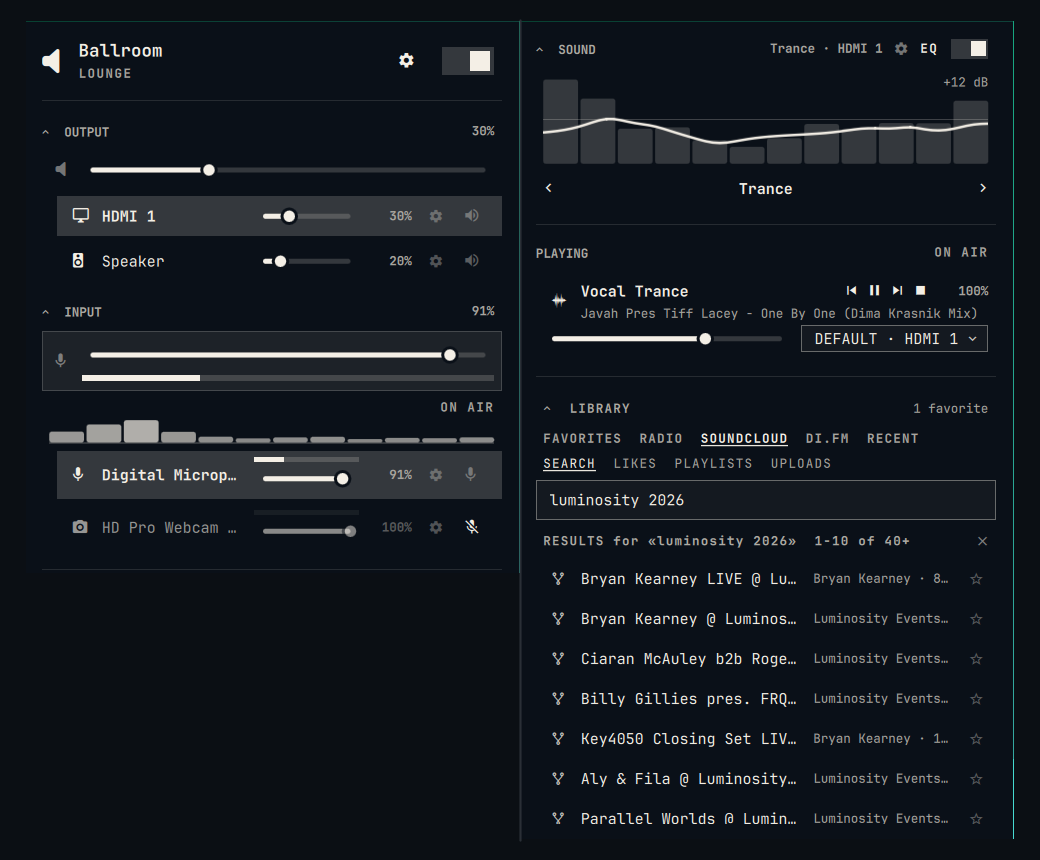 Ballroom
LOUNGE
OUTPUT 30%
HDMI 1 30%
Speaker 20%
INPUT 91%
ON AIR
Digital Microp… 91%
HD Pro Webcam … 100%
SOUND Trance · HDMI 1 EQ
+12 dB
Trance
PLAYING ON AIR
Vocal Trance 100%
Javah Pres Tiff Lacey - One By One (Dima Krasnik Mix)
DEFAULT · HDMI 1
LIBRARY 1 favorite
FAVORITES RADIO SOUNDCLOUD DI.FM RECENT
SEARCH LIKES PLAYLISTS UPLOADS
luminosity 2026
RESULTS for «luminosity 2026» 1-10 of 40+
Bryan Kearney LIVE @ Lu… Bryan Kearney · 8…
Bryan Kearney @ Luminos… Luminosity Events…
Ciaran McAuley b2b Roge… Luminosity Events…
Billy Gillies pres. FRQ… Luminosity Events…
Key4050 Closing Set LIV… Bryan Kearney · 1…
Aly & Fila @ Luminosity… Luminosity Events…
Parallel Worlds @ Lumin… Luminosity Events…